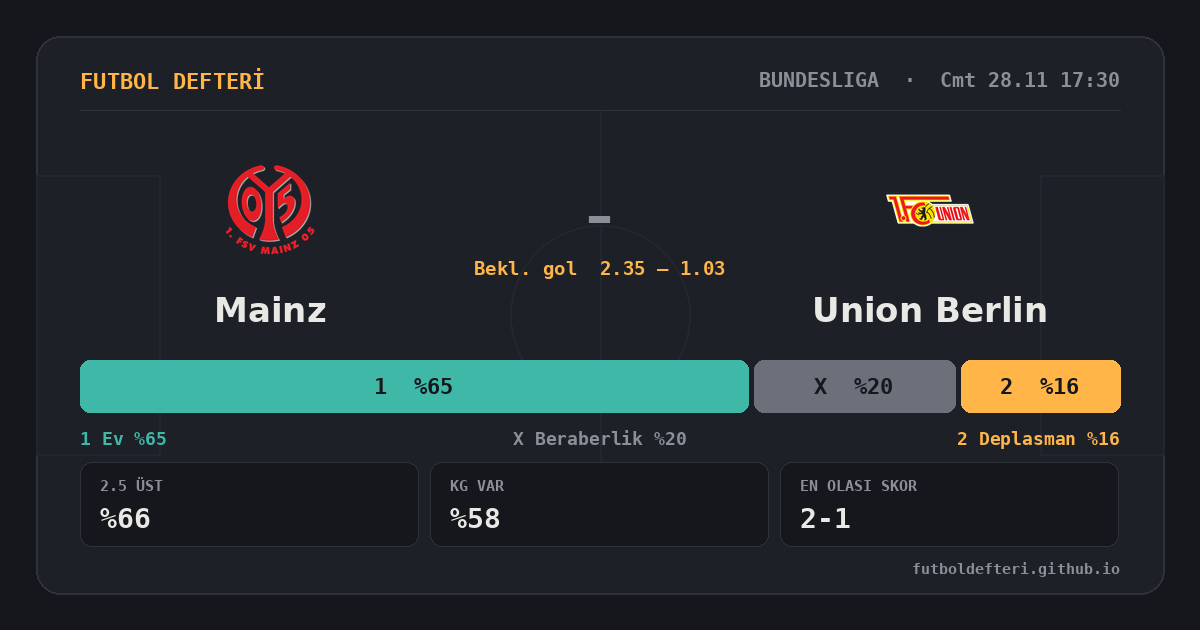 FUTBOL DEFTERİ
BUNDESLIGA · Cmt 28.11 17:30
05
1. FSV MAINZ 05
1.FC UNION
–
Bekl. gol 2.35 – 1.03
Mainz
Union Berlin
1 %65
X %20
2 %16
1 Ev %65
X Beraberlik %20
2 Deplasman %16
2.5 ÜST
%66
KG VAR
%58
EN OLASI SKOR
2-1
futboldefteri.github.io